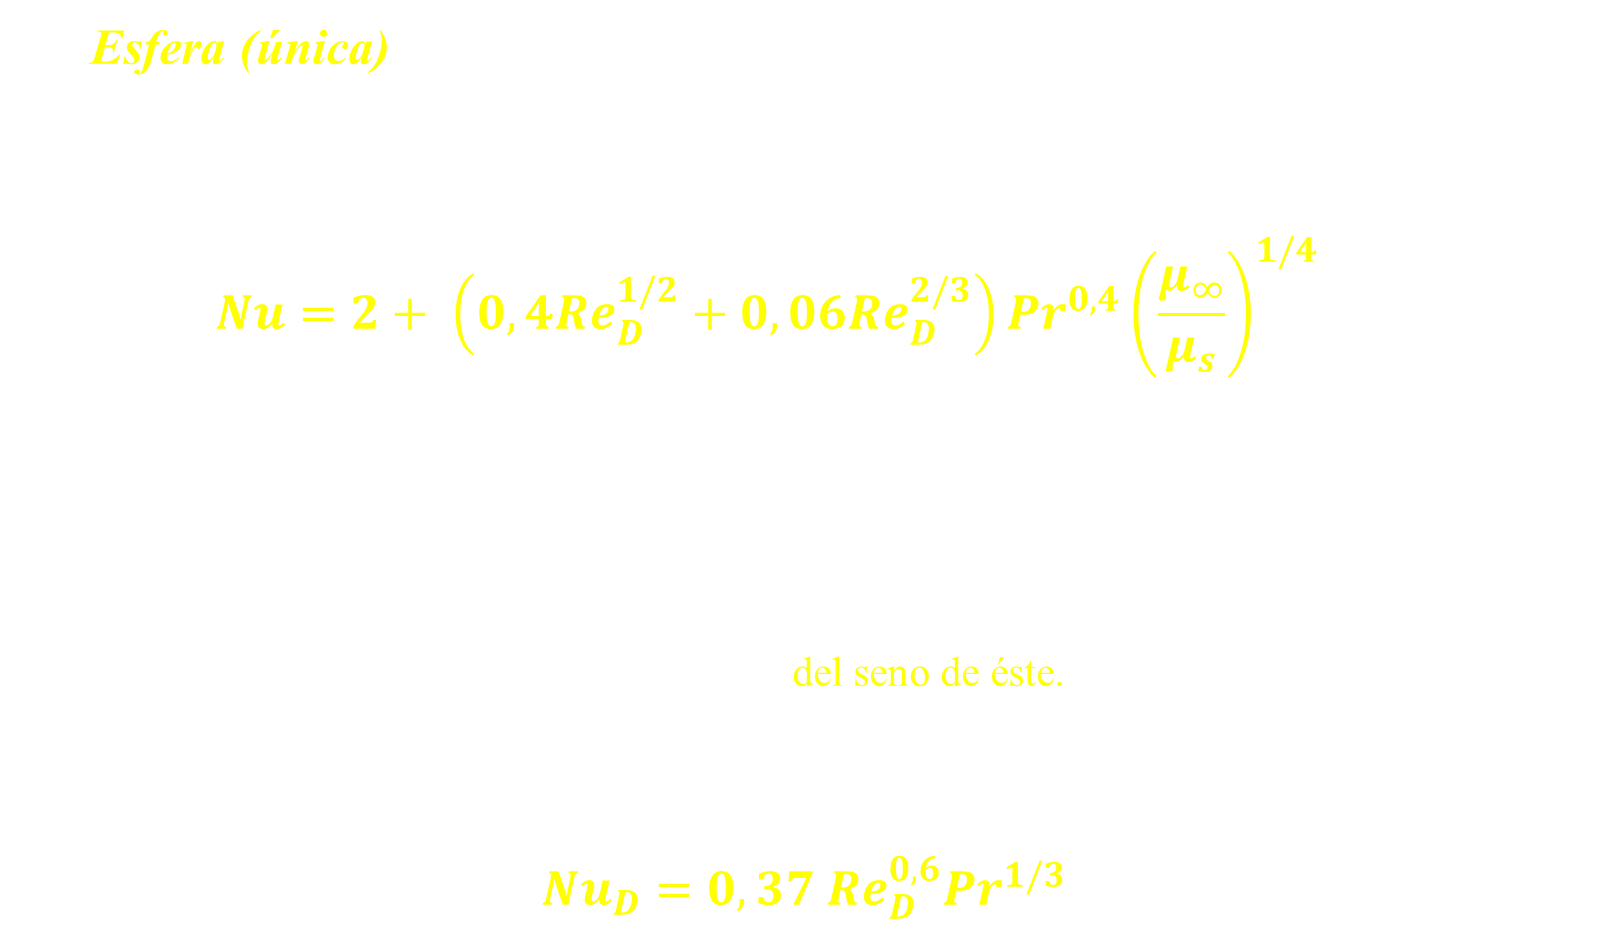 Esfera (única)
Nu = 2 + (0,4Re_D^{1/2} + 0,06Re_D^{2/3}) Pr^{0,4} (μ_∞/μ_s)^{1/4}
del seno de éste.
Nu_D = 0,37 Re_D^{0,6} Pr^{1/3}